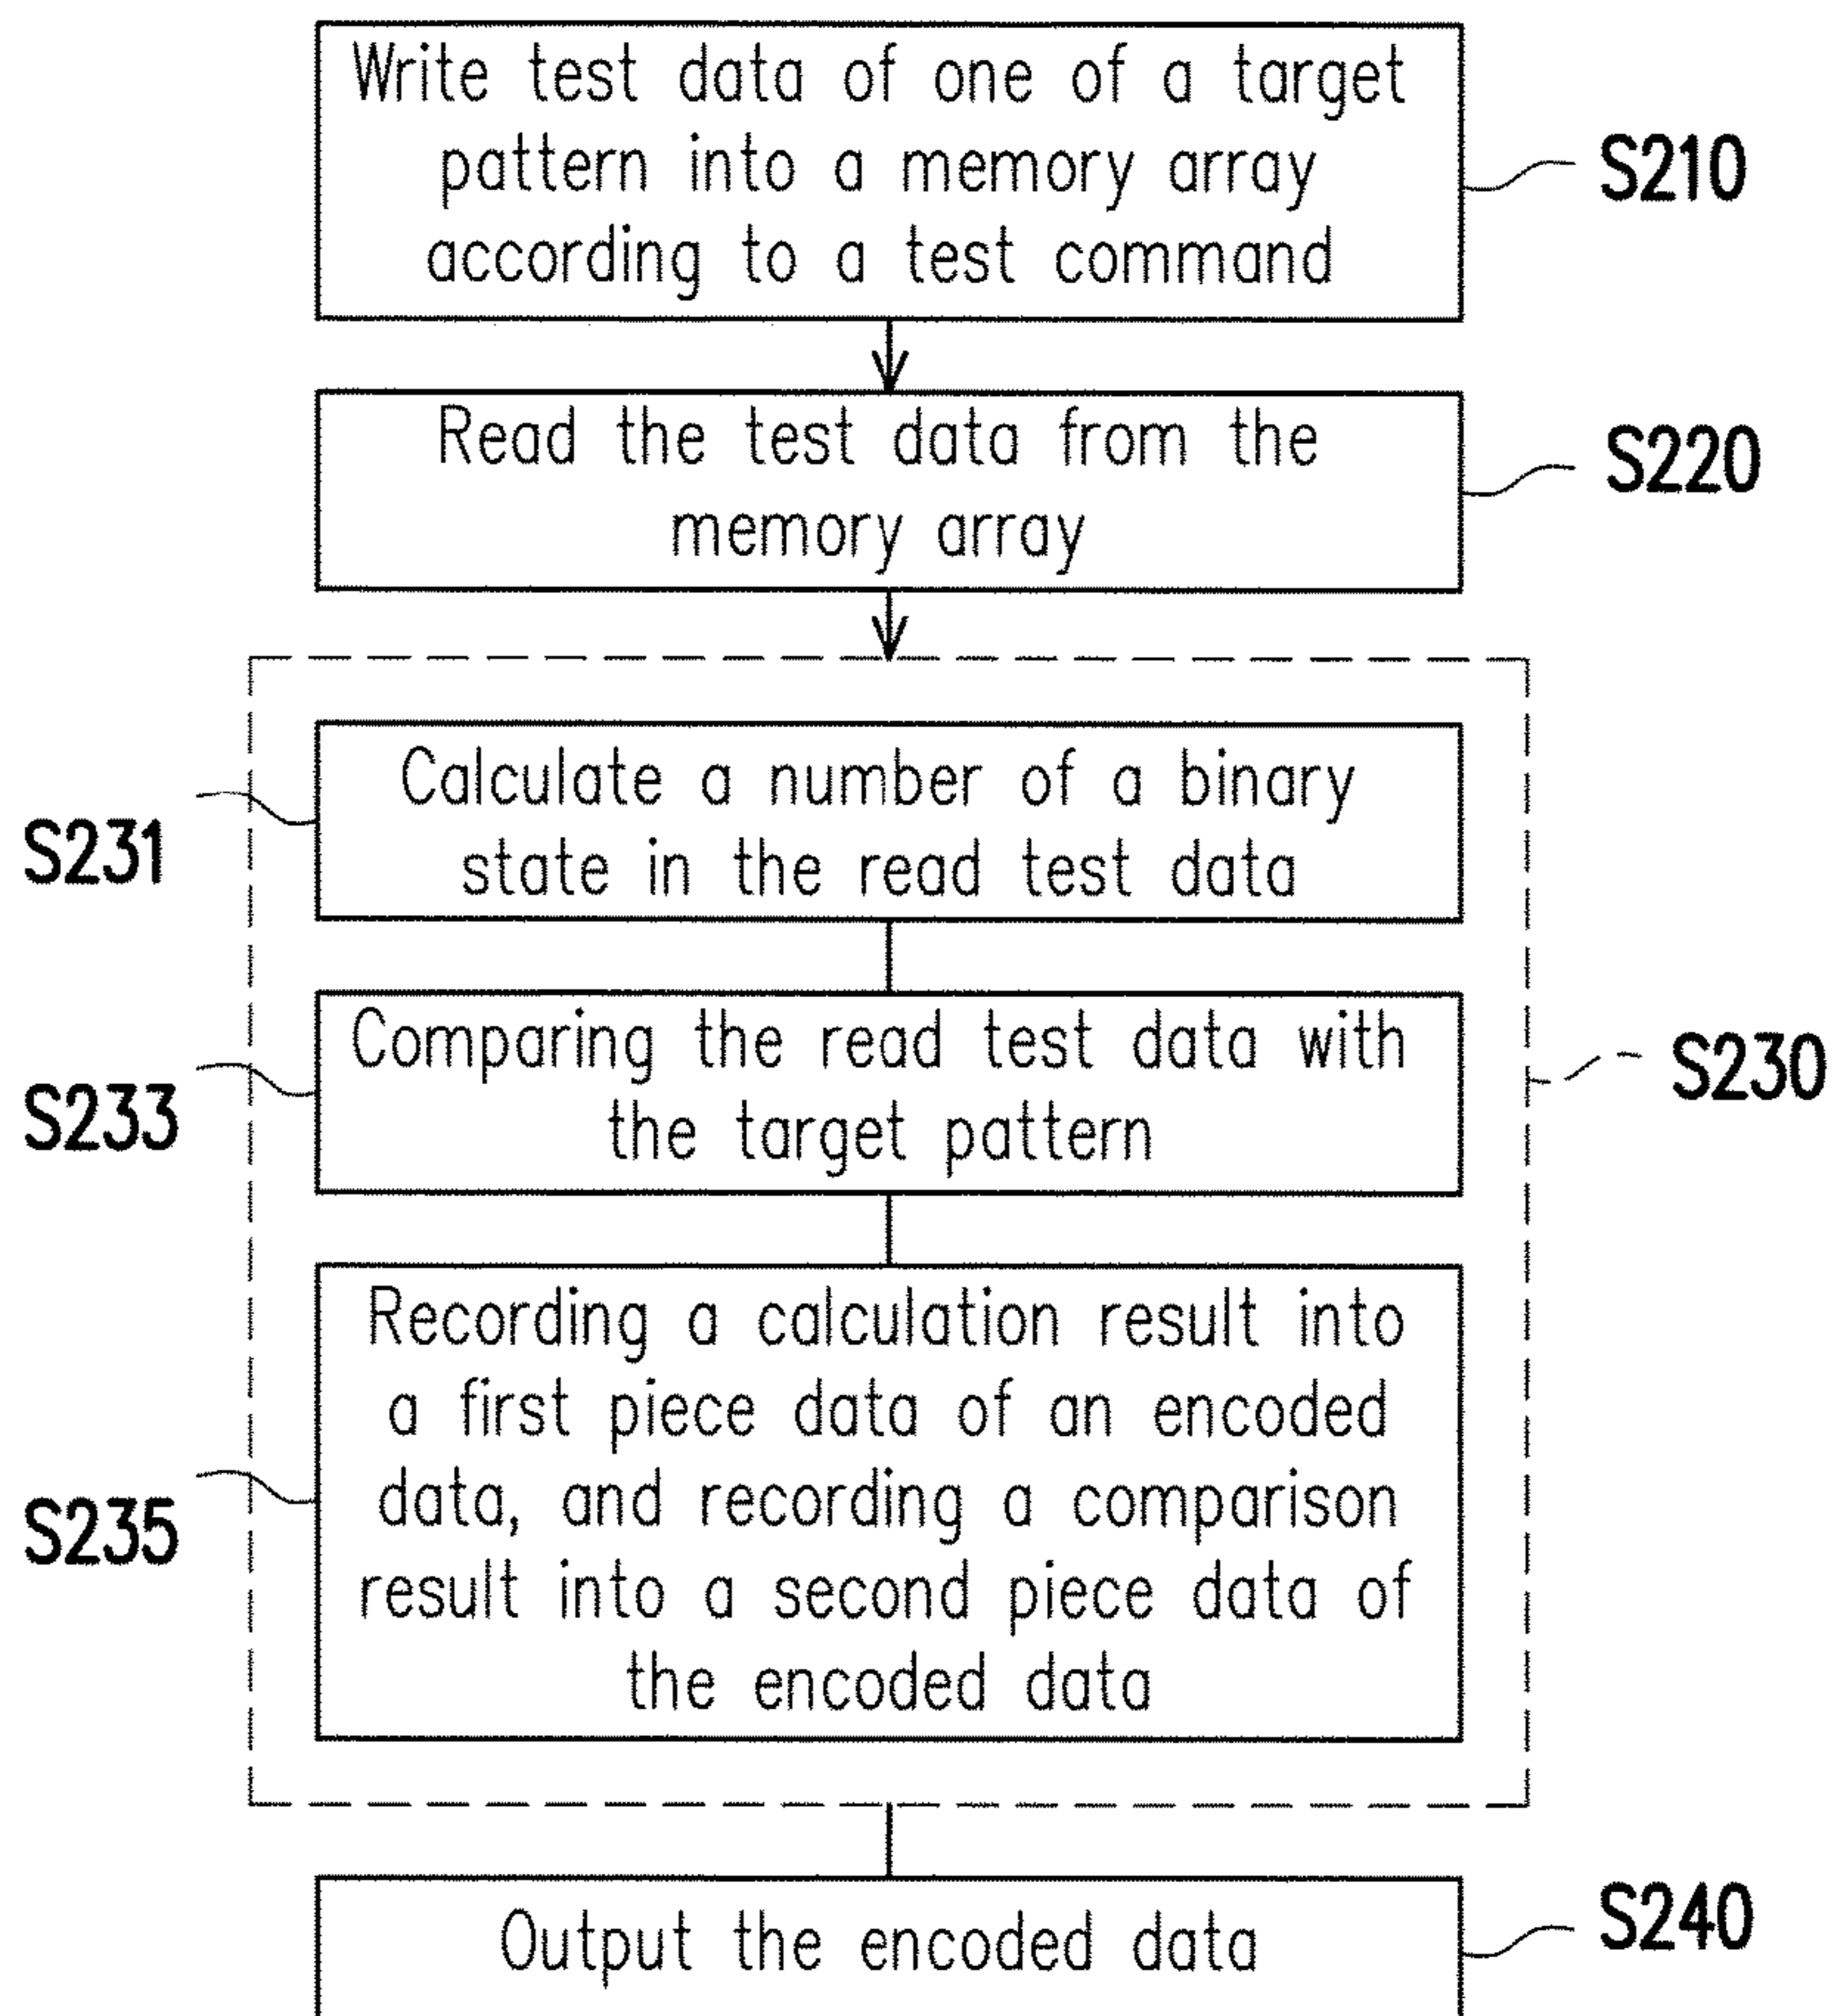 Write test data of one of a target
pattern into a memory array
according to a test command
S210
Read the test data from the
memory array
S220
Calculate a number of a binary
state in the read test data
S231
Comparing the read test data with
the target pattern
S233
S230
Recording a calculation result into
a first piece data of an encoded
data, and recording a comparison
result into a second piece data of
the encoded data
S235
Output the encoded data
S240